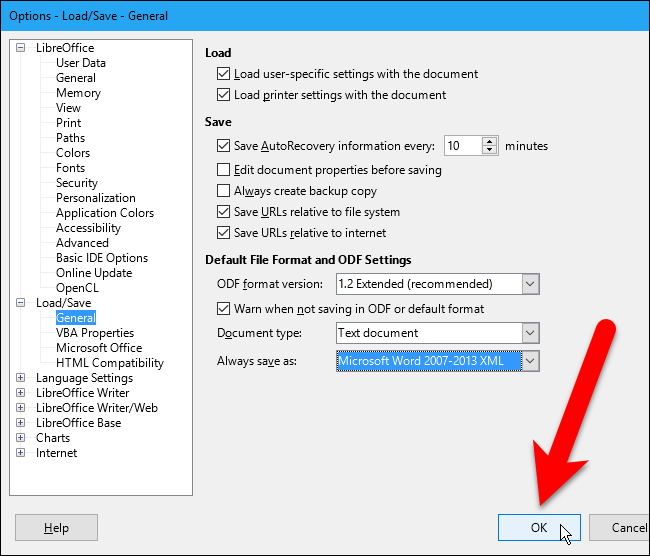 Options - Load/Save - General
LibreOffice
User Data
General
Memory
View
Print
Paths
Colors
Fonts
Security
Personalization
Application Colors
Accessibility
Advanced
Basic IDE Options
Online Update
OpenCL
Load/Save
General
VBA Properties
Microsoft Office
HTML Compatibility
Language Settings
LibreOffice Writer
LibreOffice Writer/Web
LibreOffice Base
Charts
Internet
Load
Load user-specific settings with the document
Load printer settings with the document
Save
Save AutoRecovery information every: 10 minutes
Edit document properties before saving
Always create backup copy
Save URLs relative to file system
Save URLs relative to internet
Default File Format and ODF Settings
ODF format version: 1.2 Extended (recommended)
Warn when not saving in ODF or default format
Document type: Text document
Always save as: Microsoft Word 2007-2013 XML
Help OK Cancel